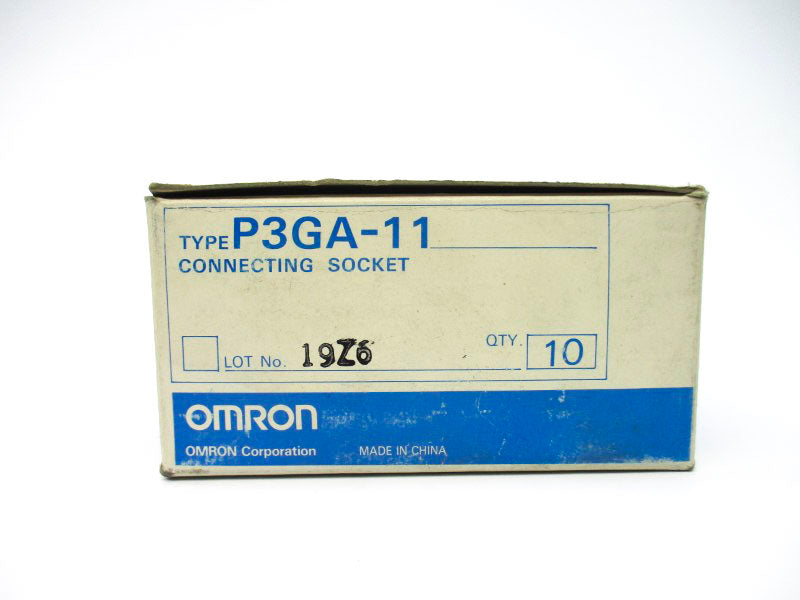 TYPE P3GA-11
CONNECTING SOCKET
LOT No. 19Z6
QTY. 10
OMRON
OMRON Corporation MADE IN CHINA